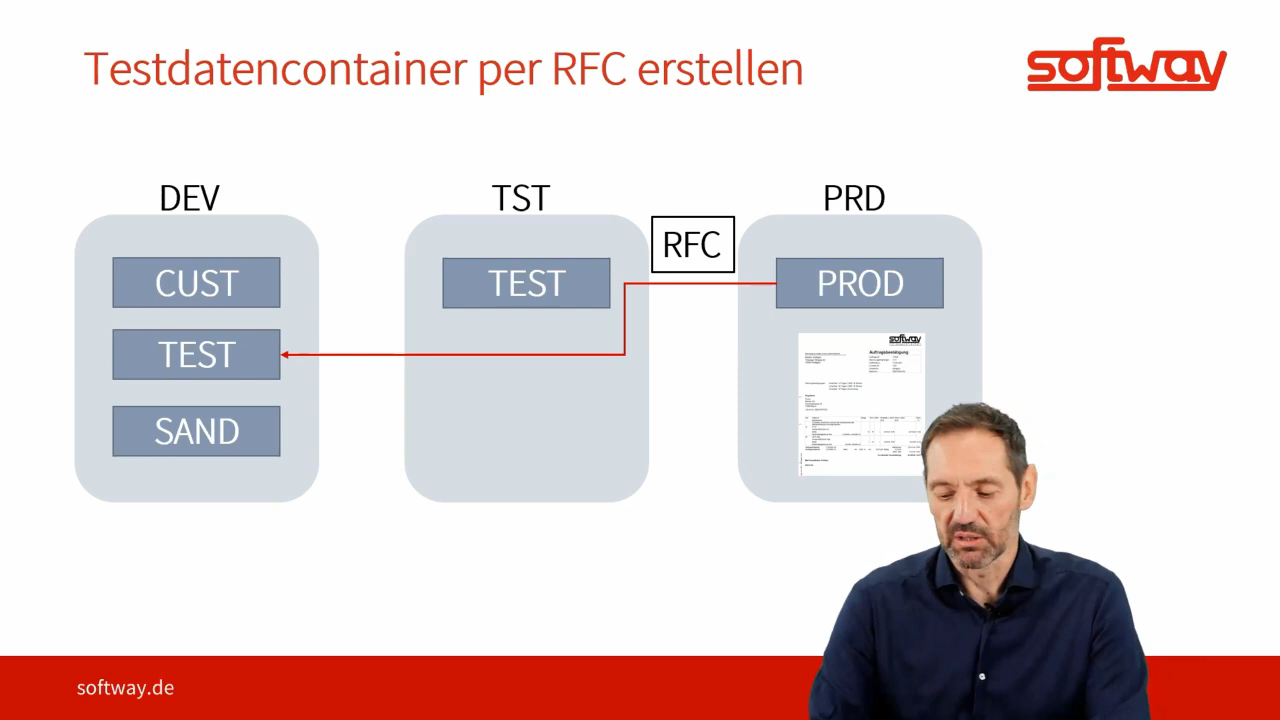 Testdatencontainer per RFC erstellen
softway
DEV
TST
PRD
RFC
CUST
TEST
PROD
TEST
softway
Auftragsbestätigung
SAND
softway.de